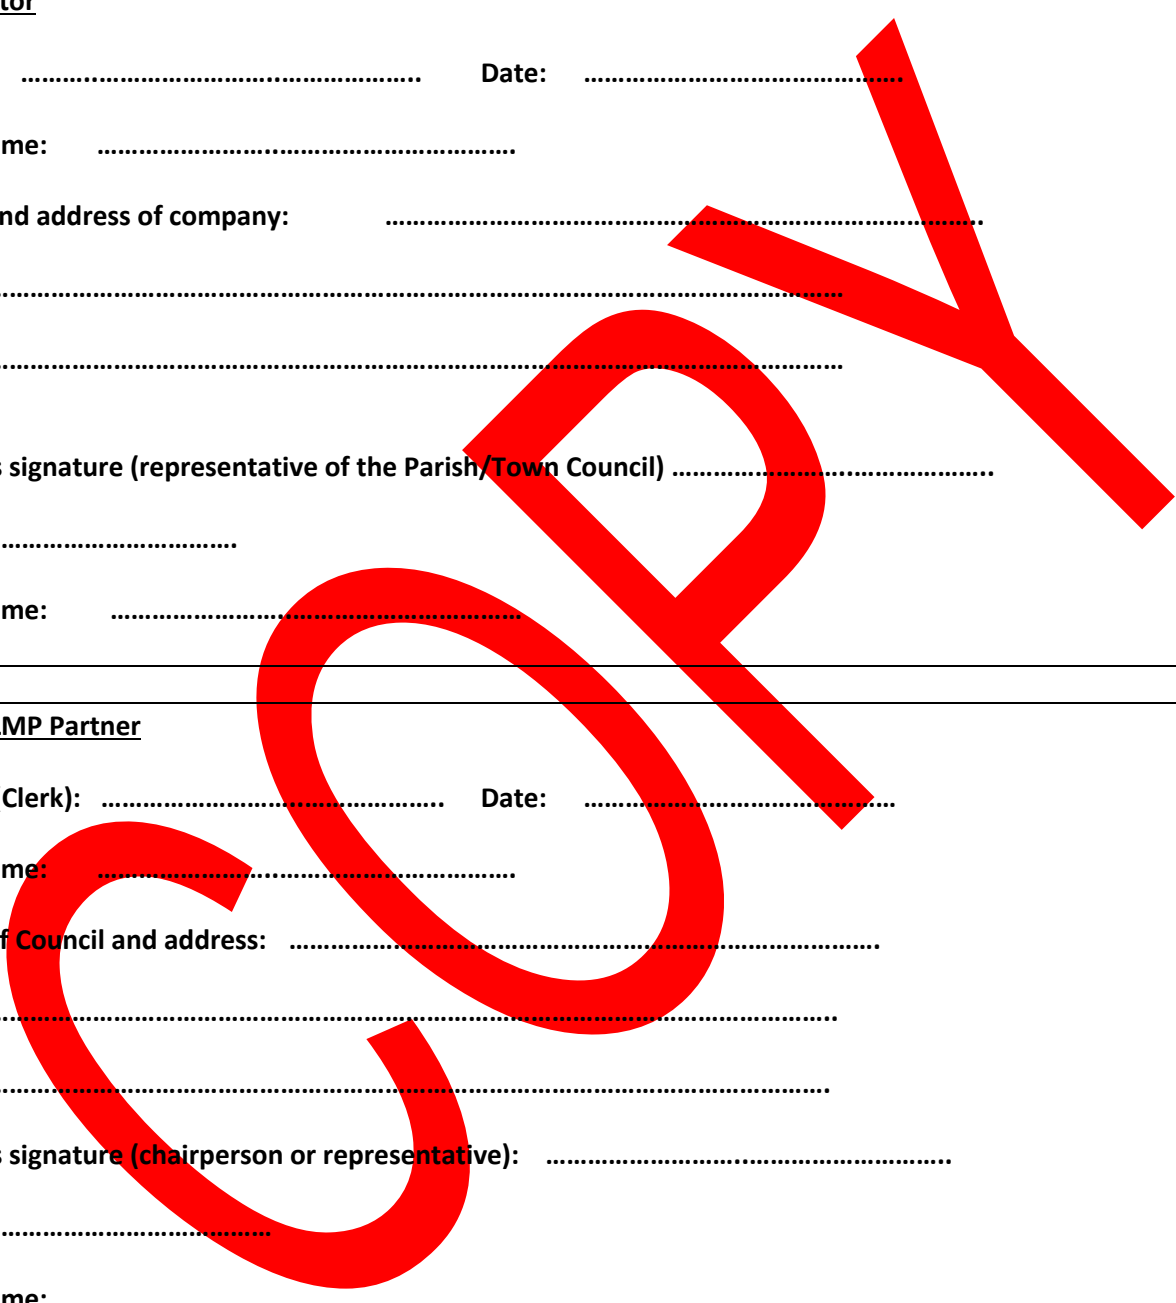 tor
………..……………………..……………….. Date: ……………………………………….
me: ……………………..…………………………….
nd address of company: …………………………………………………………………………..
…………………………………………………………………………………………………………
…………………………………………………………………………………………………………
s signature (representative of the Parish/Town Council) ……………………..………………..
…………………………….
me: ……………………..……………………………
MP Partner
(Clerk): ……………………..………………….. Date: ………………………………………
me: ……………………..…………………………….
f Council and address: ………………………………………………………………………….
…………………………………………………………………………………………………………..
………………………………………………………………………………………………………….
s signature (chairperson or representative): ………………………..………………………..
…………………………………
me:
COPY